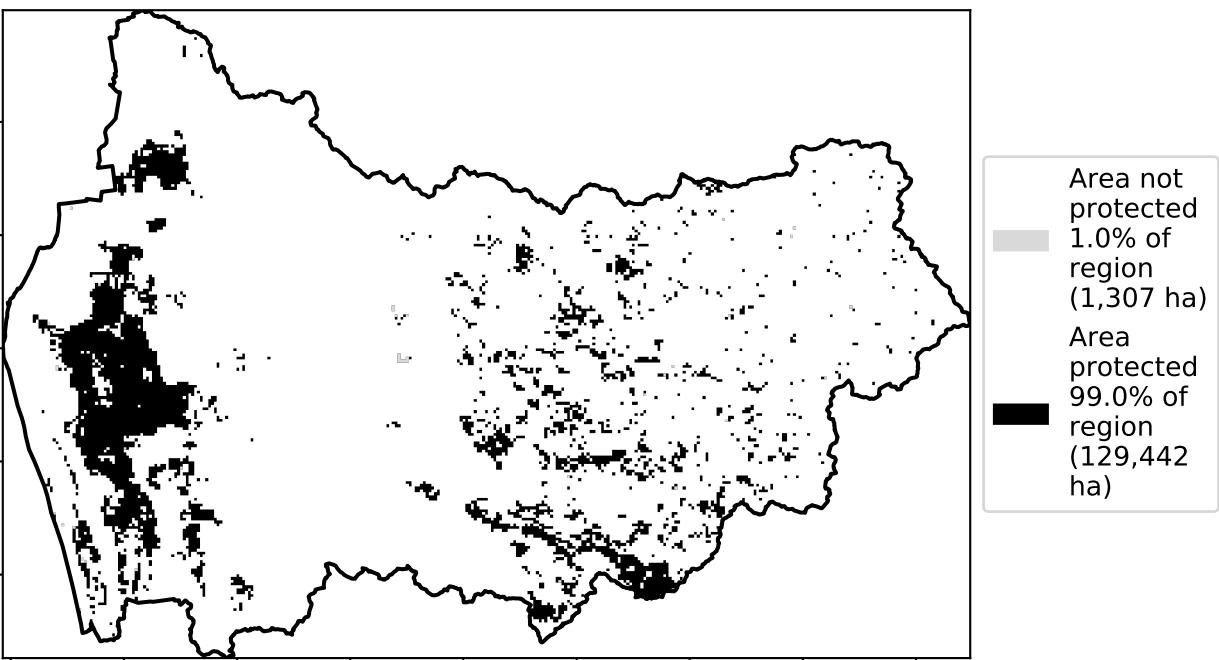 Area not
protected
1.0% of
region
(1,307 ha)
Area
protected
99.0% of
region
(129,442
ha)